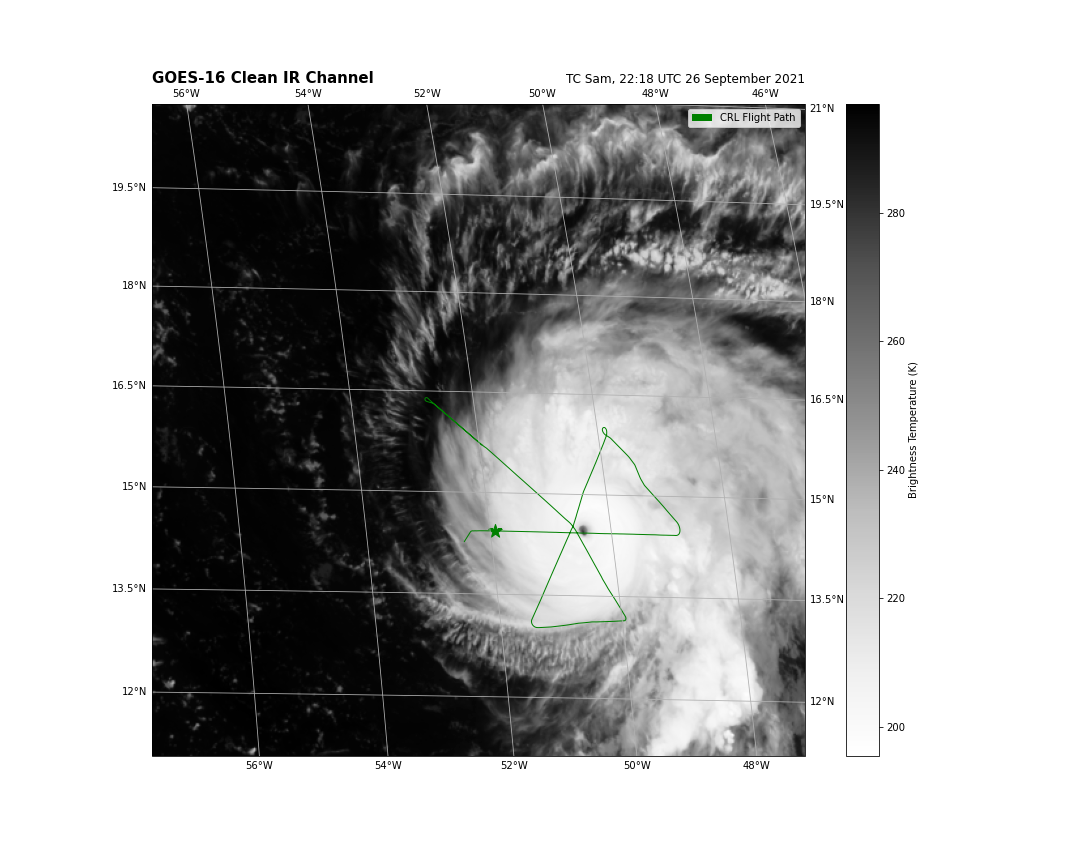 GOES-16 Clean IR Channel
TC Sam, 22:18 UTC 26 September 2021
56°W 54°W 52°W 50°W 48°W 46°W
21°N
CRL Flight Path
19.5°N 19.5°N
280
18°N 18°N
260
16.5°N 16.5°N
Brightness Temperature (K)
240
15°N 15°N
13.5°N 13.5°N
220
12°N 12°N
200
56°W 54°W 52°W 50°W 48°W